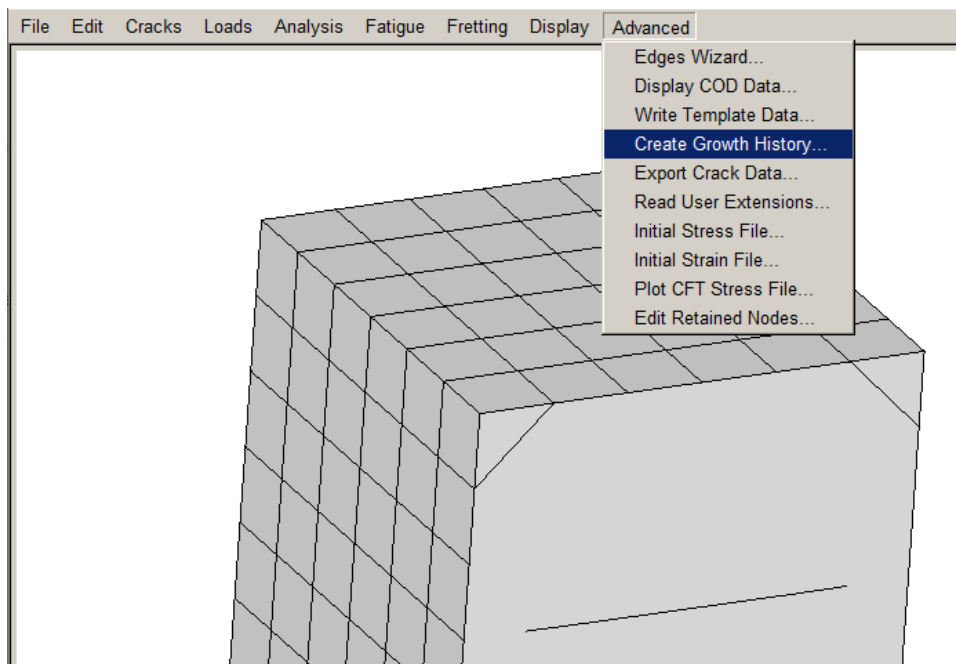 File Edit Cracks Loads Analysis Fatigue Fretting Display Advanced
Edges Wizard...
Display COD Data...
Write Template Data...
Create Growth History...
Export Crack Data...
Read User Extensions...
Initial Stress File...
Initial Strain File...
Plot CFT Stress File...
Edit Retained Nodes...